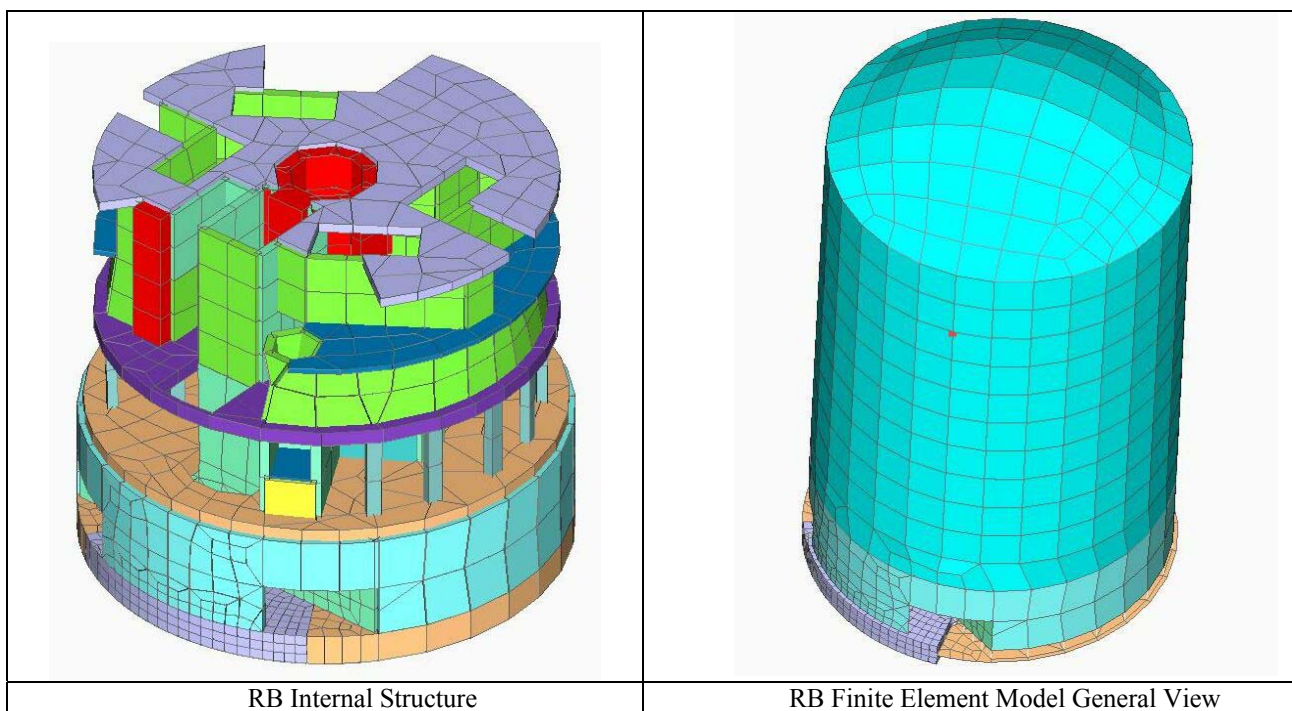 RB Internal Structure
RB Finite Element Model General View